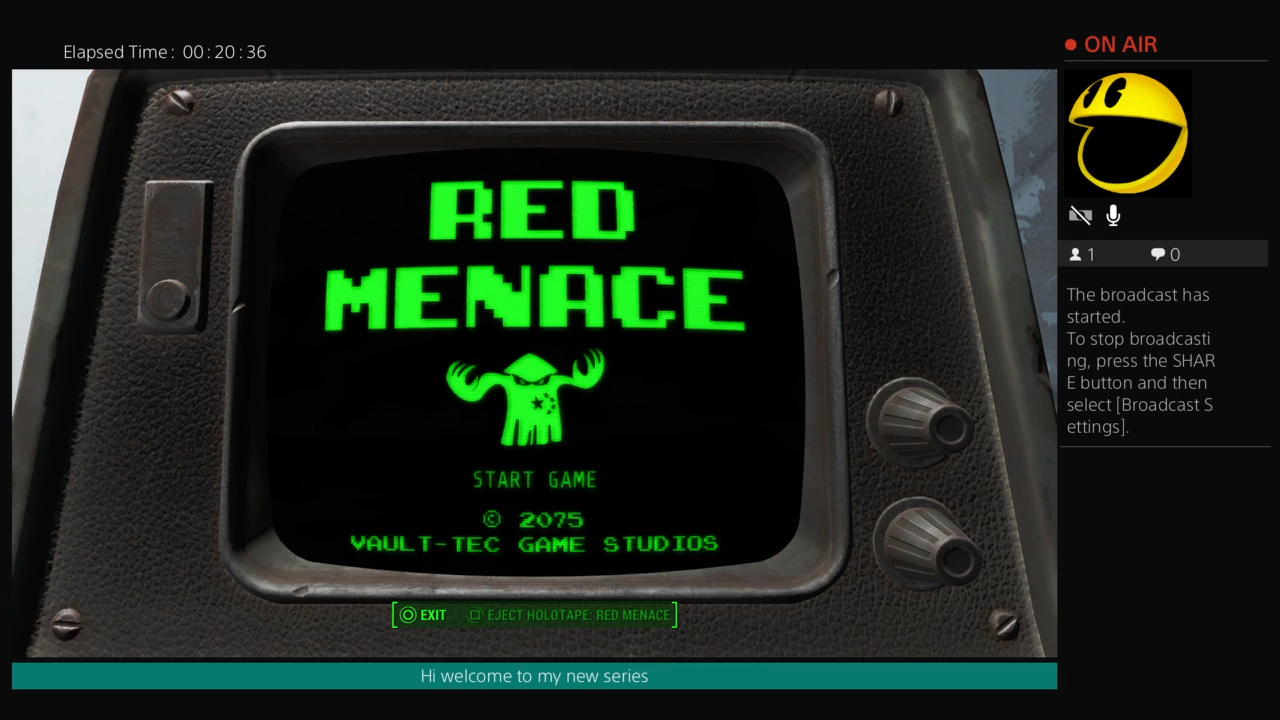 Elapsed Time: 00:20:36
ON AIR
RED
MENACE
START GAME
© 2075
VAULT-TEC GAME STUDIOS
EXIT EJECT HOLOTAPE: RED MENACE
1 0
The broadcast has
started.
To stop broadcasti
ng, press the SHAR
E button and then
select [Broadcast S
ettings].
Hi welcome to my new series